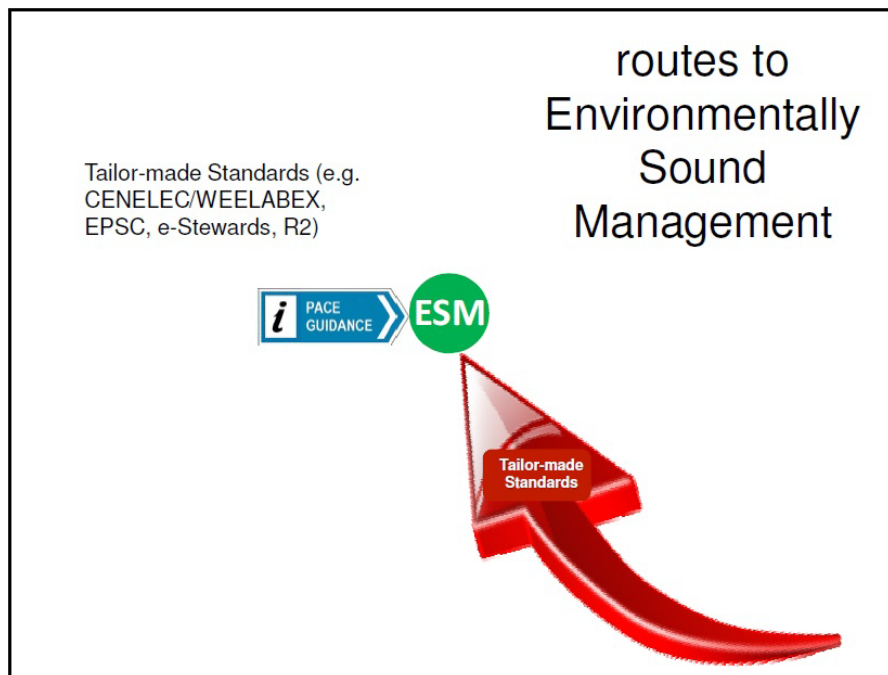 routes to
Environmentally
Sound
Management
Tailor-made Standards (e.g.
CENELEC/WEELABEX,
EPSC, e-Stewards, R2)
i
PACE
GUIDANCE
ESM
Tailor-made
Standards